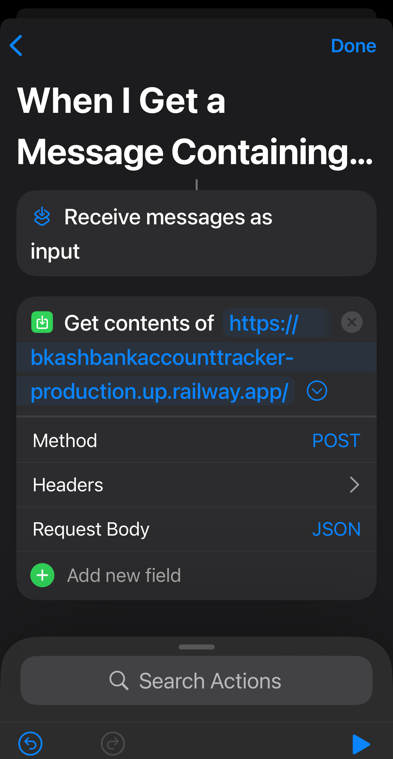 Done
When I Get a
Message Containing...
Receive messages as
input
Get contents of https://
bkashbankaccounttracker-
production.up.railway.app/
Method POST
Headers
Request Body JSON
Add new field
Search Actions